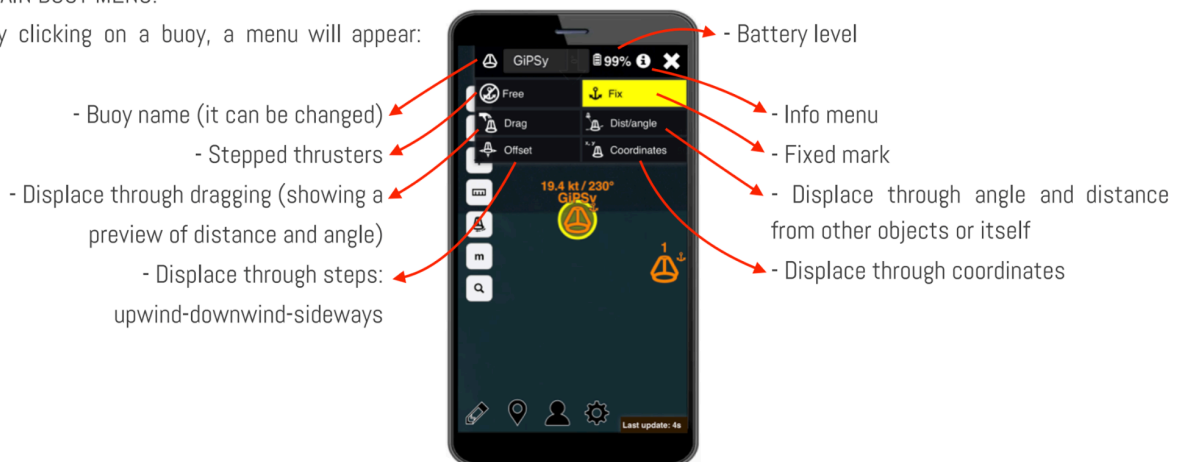 AIN BUOY MENU:
y clicking on a buoy, a menu will appear:
- Buoy name (it can be changed)
- Stepped thrusters
- Displace through dragging (showing a
preview of distance and angle)
- Displace through steps:
upwind-downwind-sideways
GiPSy
99%
Free
Fix
Drag
Dist/angle
Offset
x, y
Coordinates
19.4 kt / 230°
GiPSy
1
m
Last update: 4s
- Battery level
- Info menu
- Fixed mark
- Displace through angle and distance
from other objects or itself
- Displace through coordinates